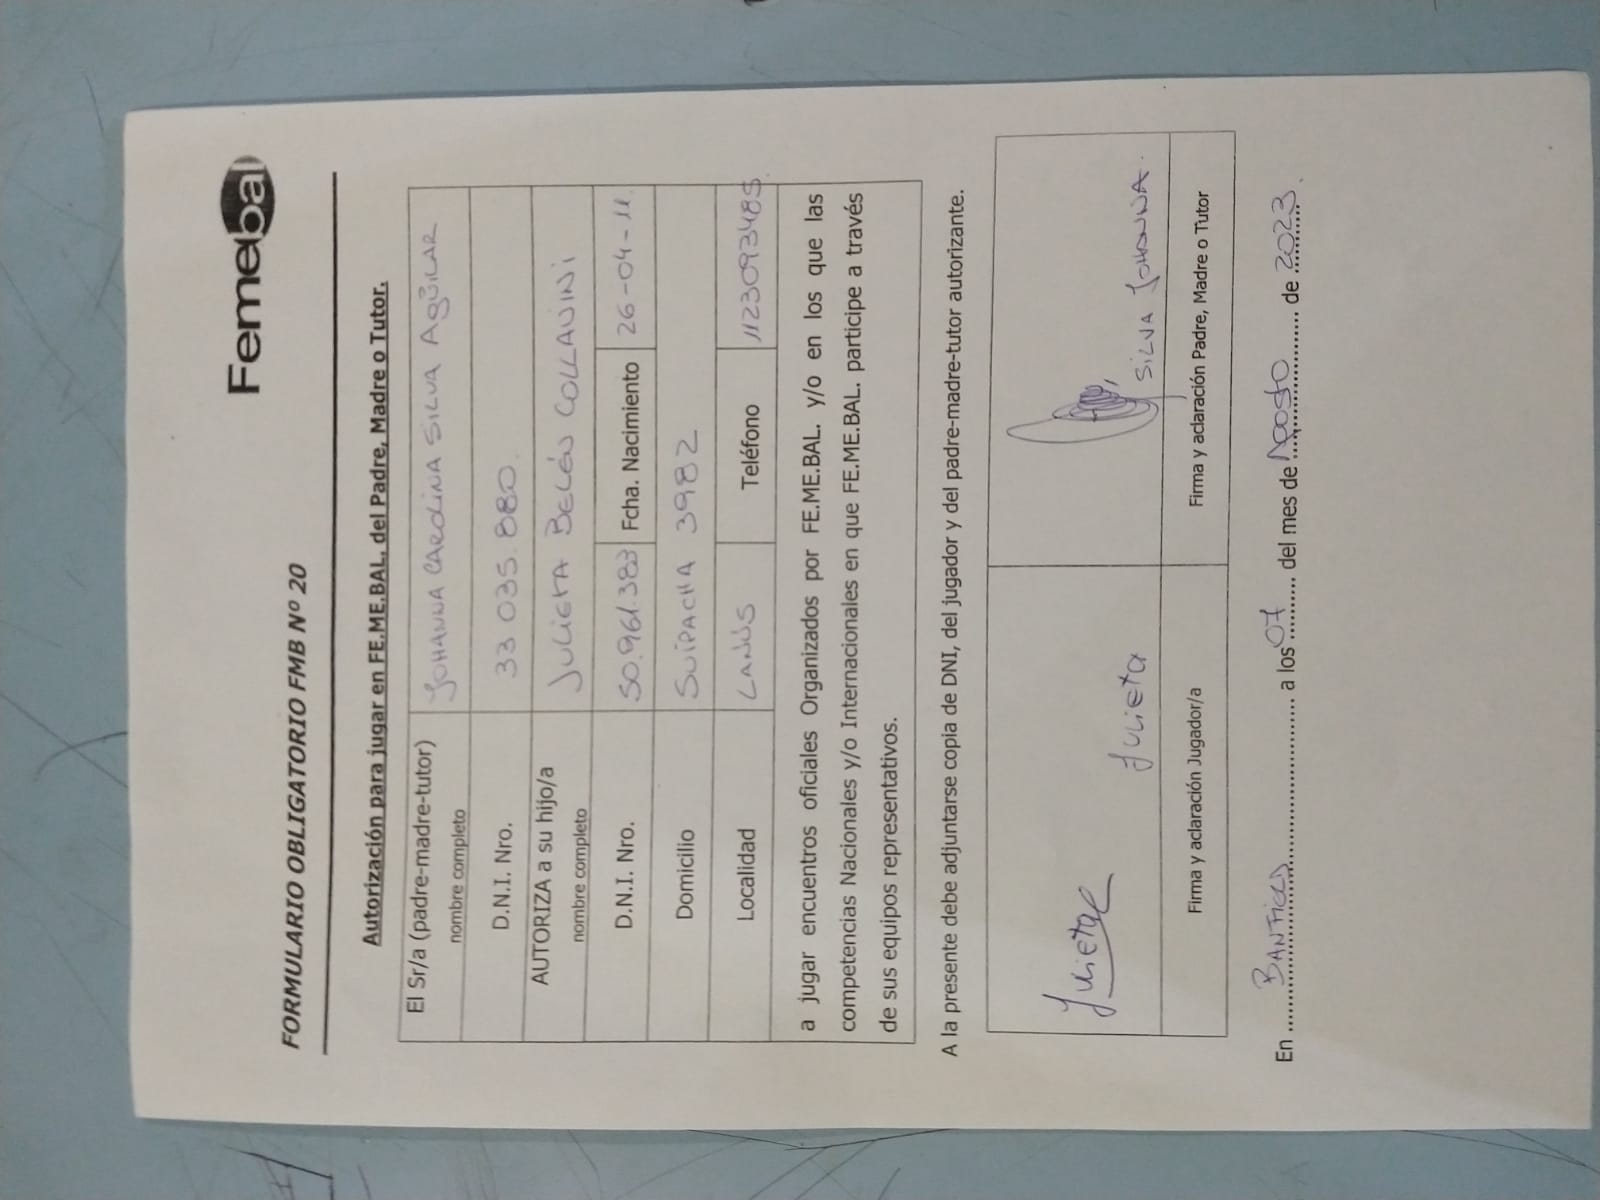 Femebal
FORMULARIO OBLIGATORIO FMB Nº 20
Autorización para jugar en FE.ME.BAL. del Padre, Madre o Tutor.
El Sr/a (padre-madre-tutor) JOHANNA CAROLINA SILVA AGÜILAR
nombre completo
D.N.I. Nro. 33 035.880.
AUTORIZA a su hijo/a JULIETA BELÉN COLLAVINI
nombre completo
D.N.I. Nro. 50.961.383 Fcha. Nacimiento 26-04-11.
Domicilio SUIPACHA 3982
Localidad LANÚS Teléfono 1123093485.
a jugar encuentros oficiales Organizados por FE.ME.BAL. y/o en los que las
competencias Nacionales y/o Internacionales en que FE.ME.BAL. participe a través
de sus equipos representativos.
A la presente debe adjuntarse copia de DNI, del jugador y del padre-madre-tutor autorizante.
Julieta
Julieta SILVA JOHANNA.
Firma y aclaración Jugador/a Firma y aclaración Padre, Madre o Tutor
En ........ a los 07 ........ del mes de Agosto ........ de 2023.